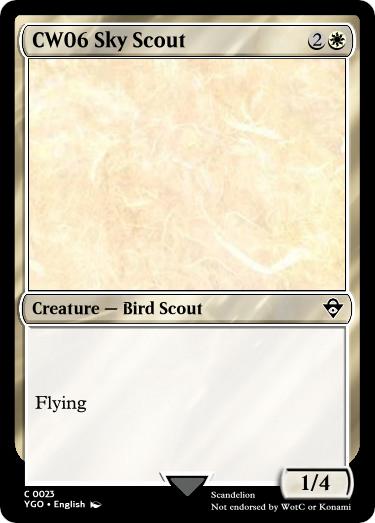 CW06 Sky Scout 2
Creature — Bird Scout
Flying
1/4
C 0023
YGO • English
Scandelion
Not endorsed by WotC or Konami